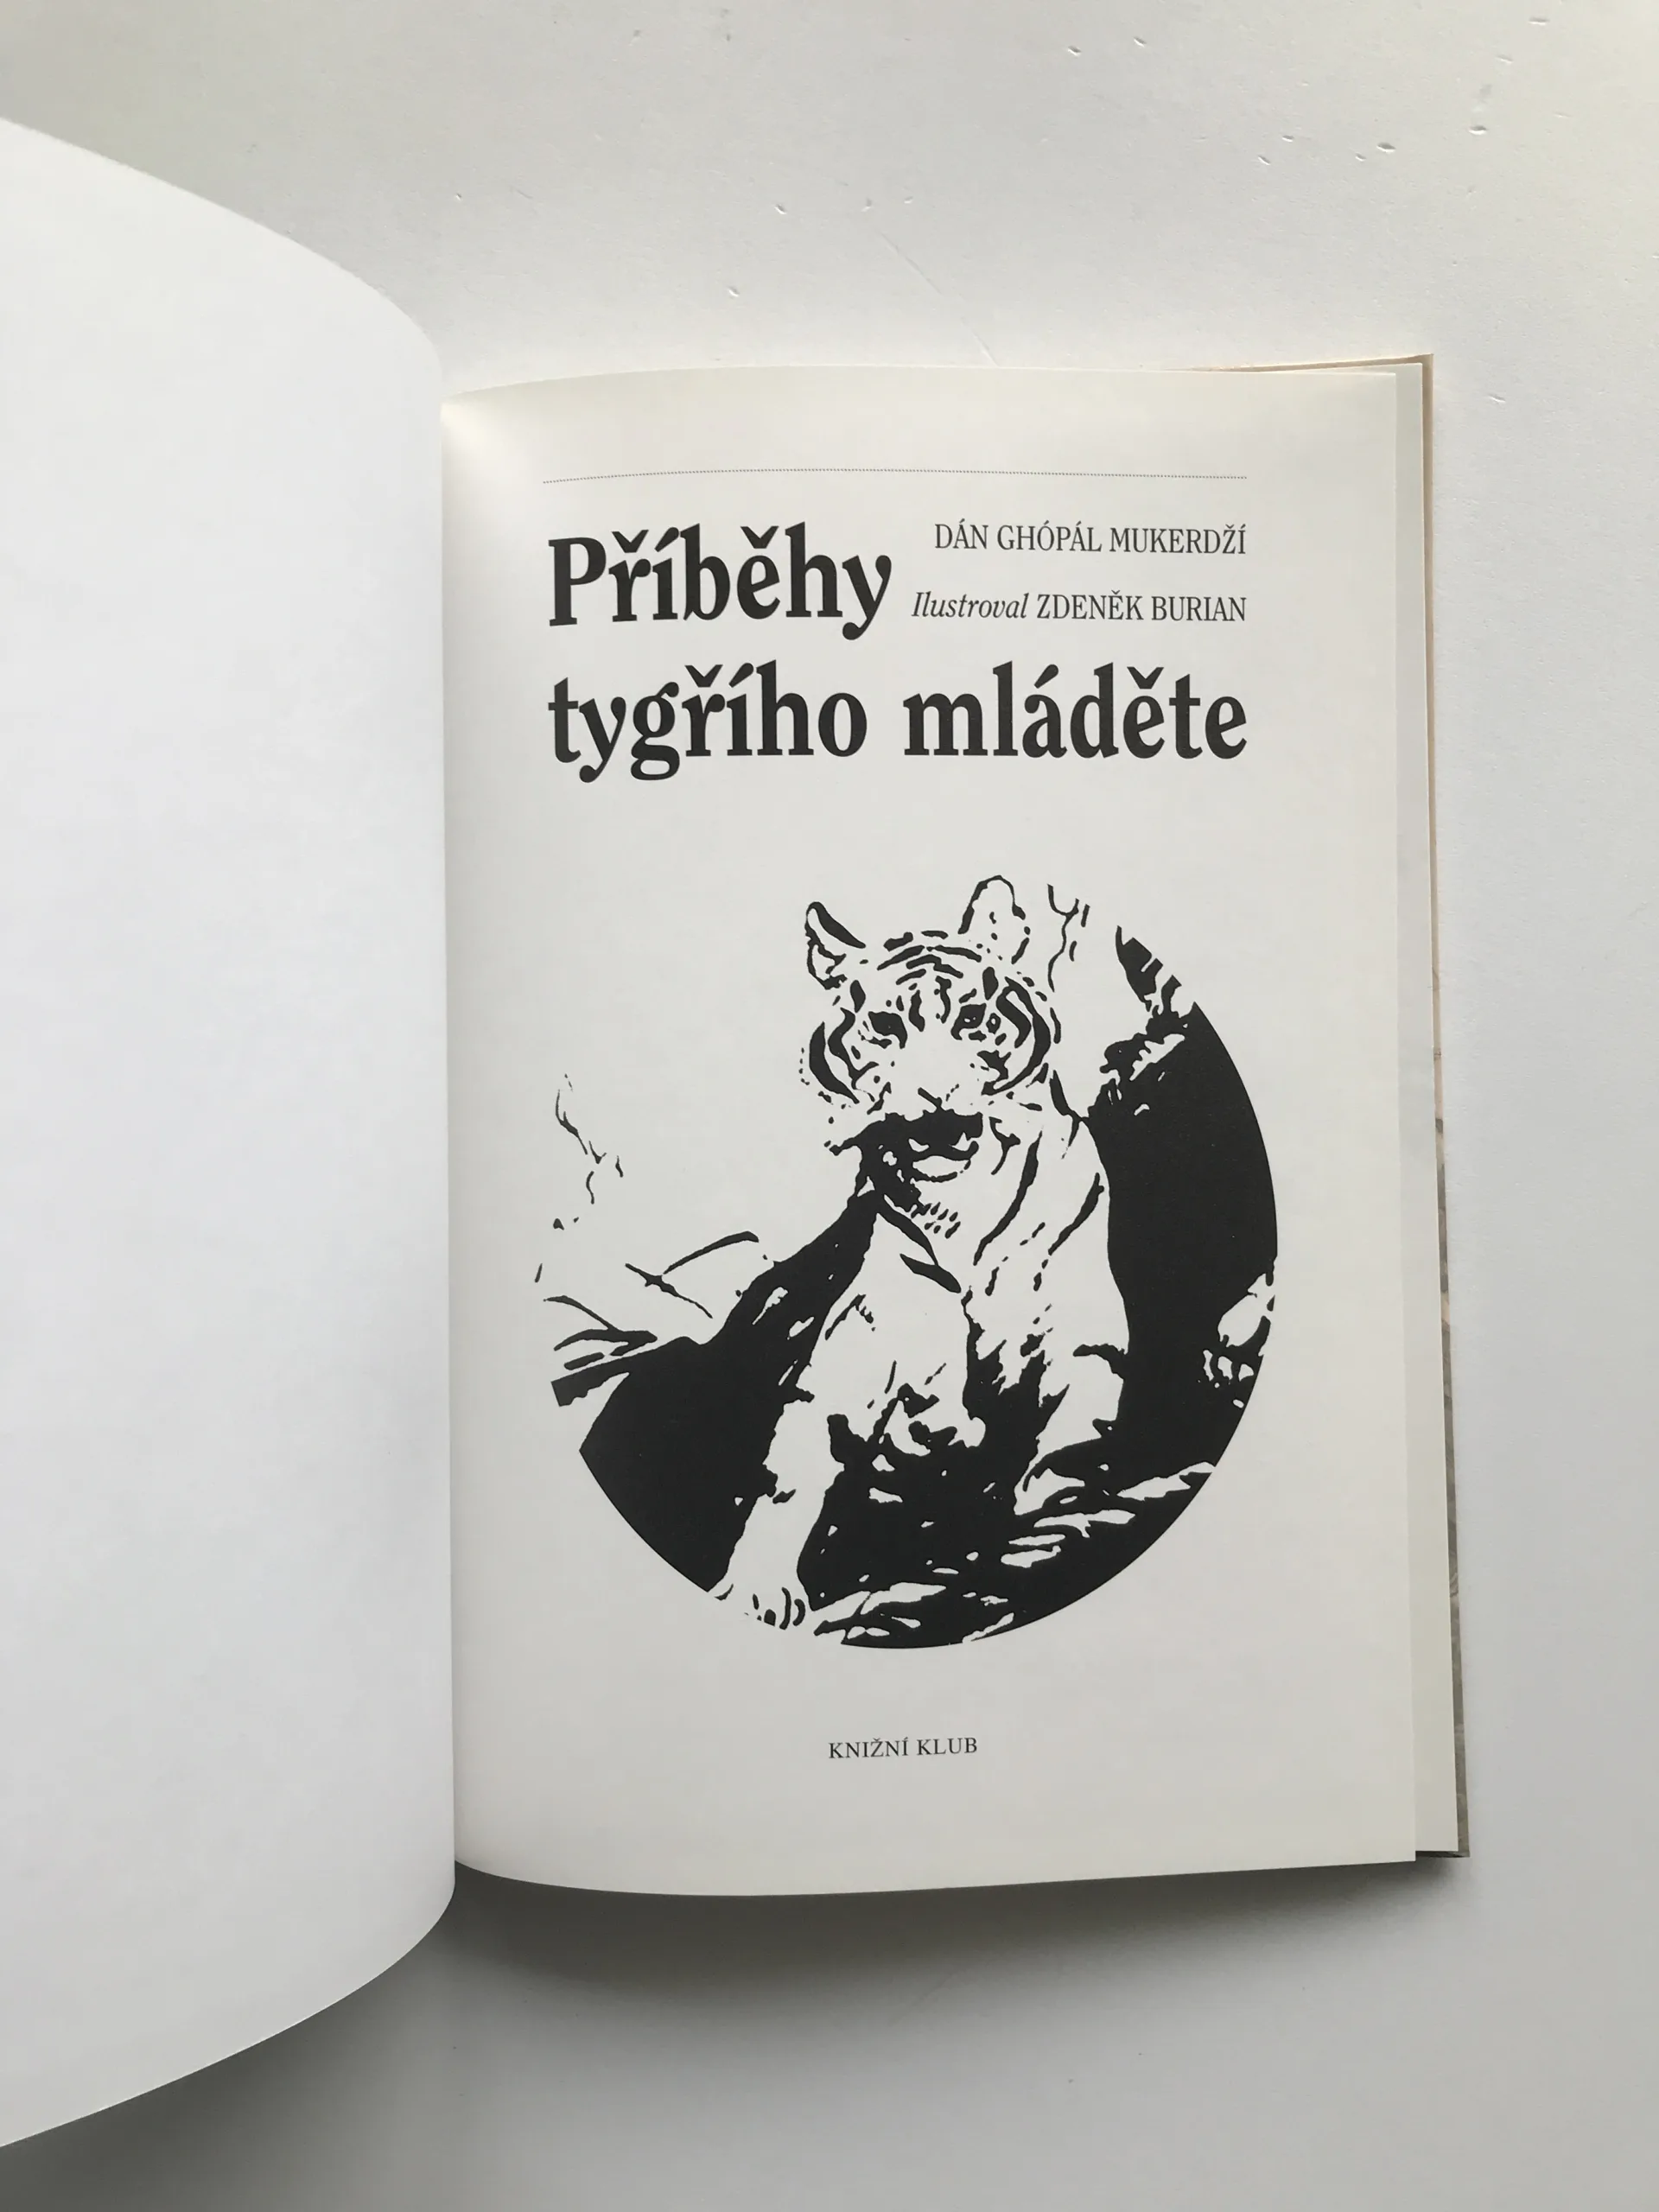 DÁN GHÓPÁL MUKERDŽÍ
Příběhy
Ilustroval ZDENĚK BURIAN
tygřího mláděte
KNIŽNÍ KLUB